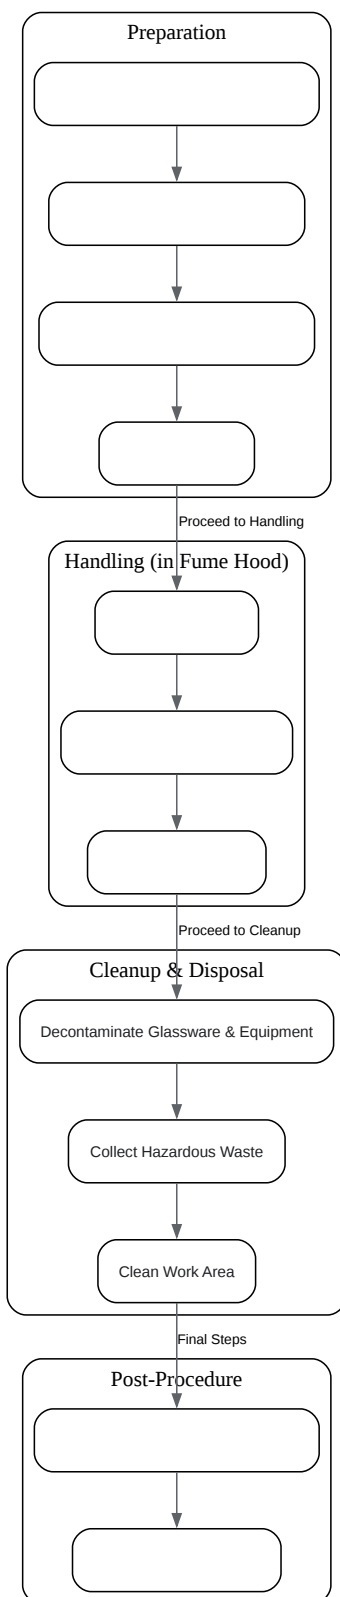 Preparation
Proceed to Handling
Handling (in Fume Hood)
Proceed to Cleanup
Cleanup & Disposal
Decontaminate Glassware & Equipment
Collect Hazardous Waste
Clean Work Area
Final Steps
Post-Procedure